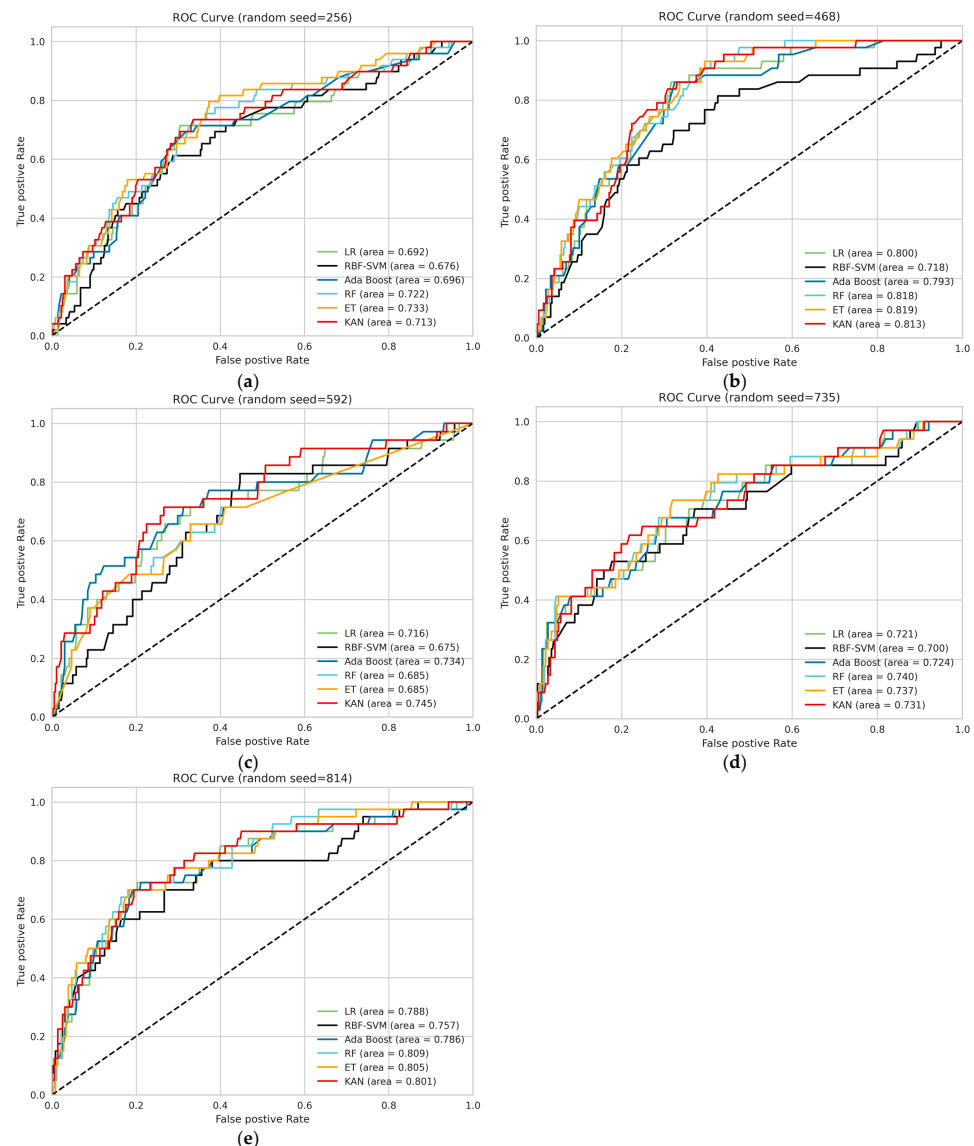 ROC Curve (random seed=256)
True postive Rate
1.0
0.8
0.6
0.4
0.2
0.0
LR (area = 0.692)
RBF-SVM (area = 0.676)
Ada Boost (area = 0.696)
RF (area = 0.722)
ET (area = 0.733)
KAN (area = 0.713)
0.0 0.2 0.4 0.6 0.8 1.0
False postive Rate
(a)
ROC Curve (random seed=468)
True postive Rate
1.0
0.8
0.6
0.4
0.2
0.0
LR (area = 0.800)
RBF-SVM (area = 0.718)
Ada Boost (area = 0.793)
RF (area = 0.818)
ET (area = 0.819)
KAN (area = 0.813)
0.0 0.2 0.4 0.6 0.8 1.0
False postive Rate
(b)
ROC Curve (random seed=592)
True postive Rate
1.0
0.8
0.6
0.4
0.2
0.0
LR (area = 0.716)
RBF-SVM (area = 0.675)
Ada Boost (area = 0.734)
RF (area = 0.685)
ET (area = 0.685)
KAN (area = 0.745)
0.0 0.2 0.4 0.6 0.8 1.0
False postive Rate
(c)
ROC Curve (random seed=735)
True postive Rate
1.0
0.8
0.6
0.4
0.2
0.0
LR (area = 0.721)
RBF-SVM (area = 0.700)
Ada Boost (area = 0.724)
RF (area = 0.740)
ET (area = 0.737)
KAN (area = 0.731)
0.0 0.2 0.4 0.6 0.8 1.0
False postive Rate
(d)
ROC Curve (random seed=814)
True postive Rate
1.0
0.8
0.6
0.4
0.2
0.0
LR (area = 0.788)
RBF-SVM (area = 0.757)
Ada Boost (area = 0.786)
RF (area = 0.809)
ET (area = 0.805)
KAN (area = 0.801)
0.0 0.2 0.4 0.6 0.8 1.0
False postive Rate
(e)